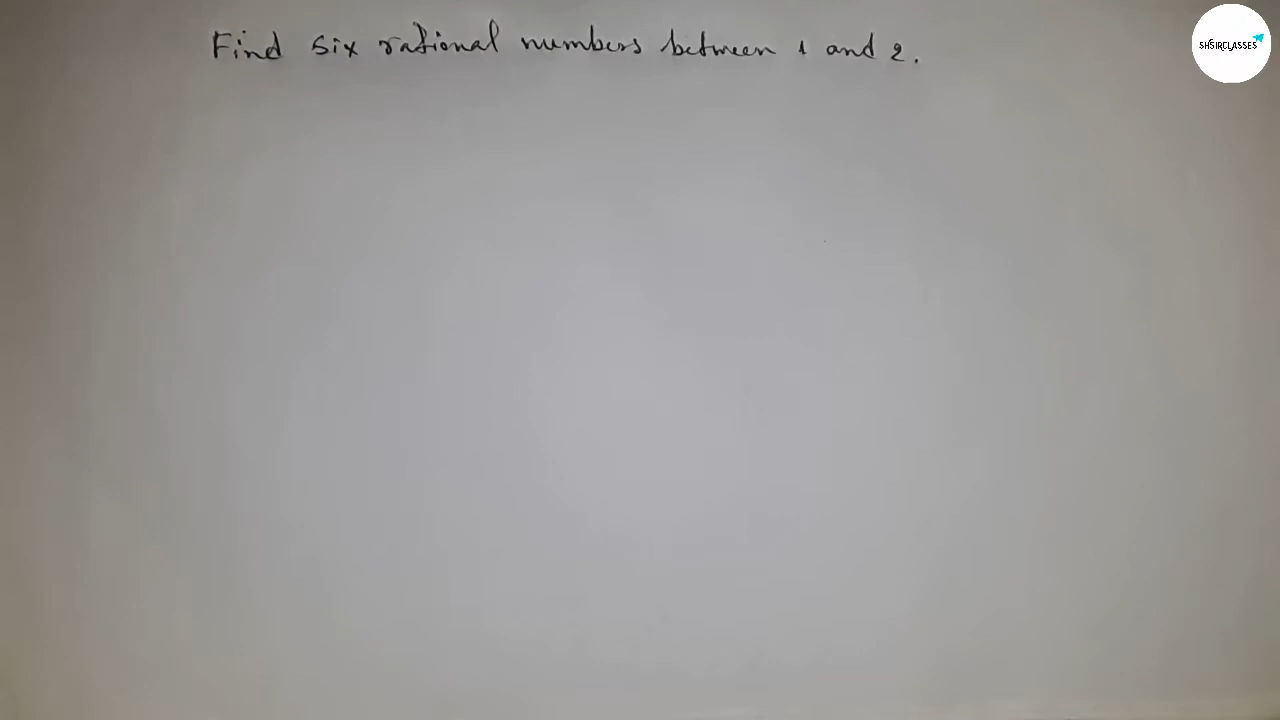 Find six rational numbers between 1 and 2.
SHSIRCLASSES